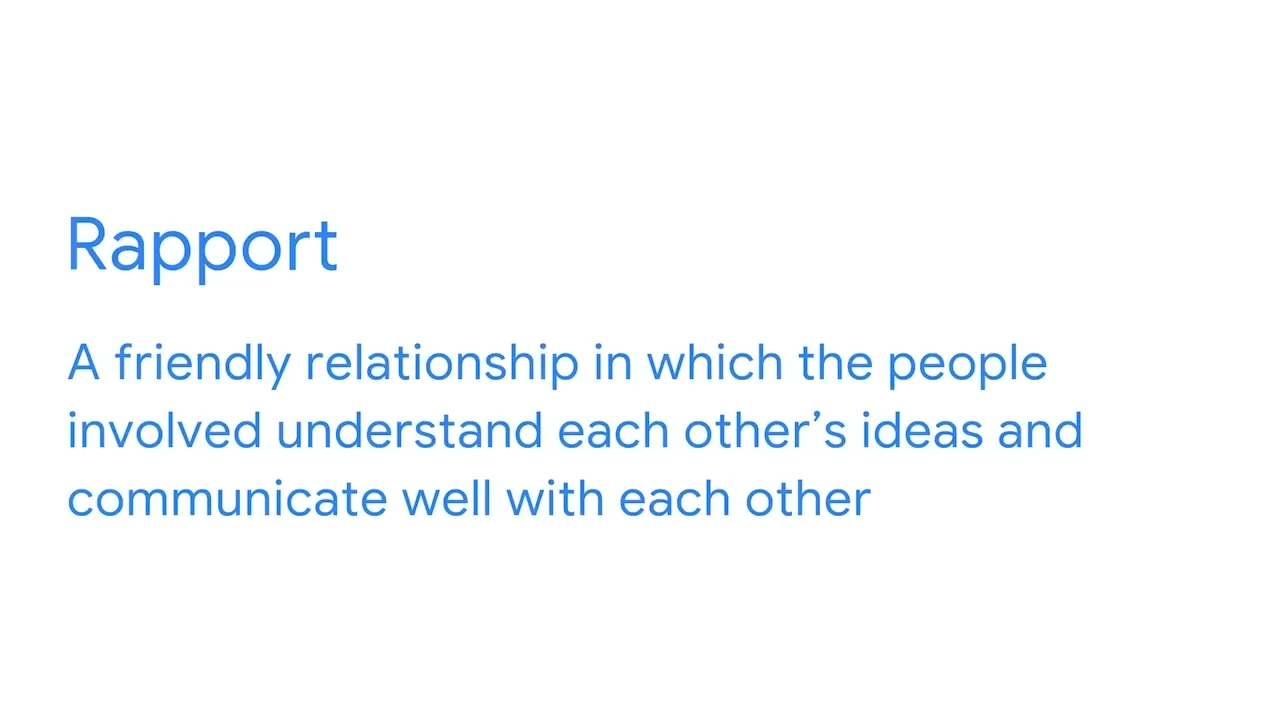 Rapport
A friendly relationship in which the people
involved understand each other’s ideas and
communicate well with each other